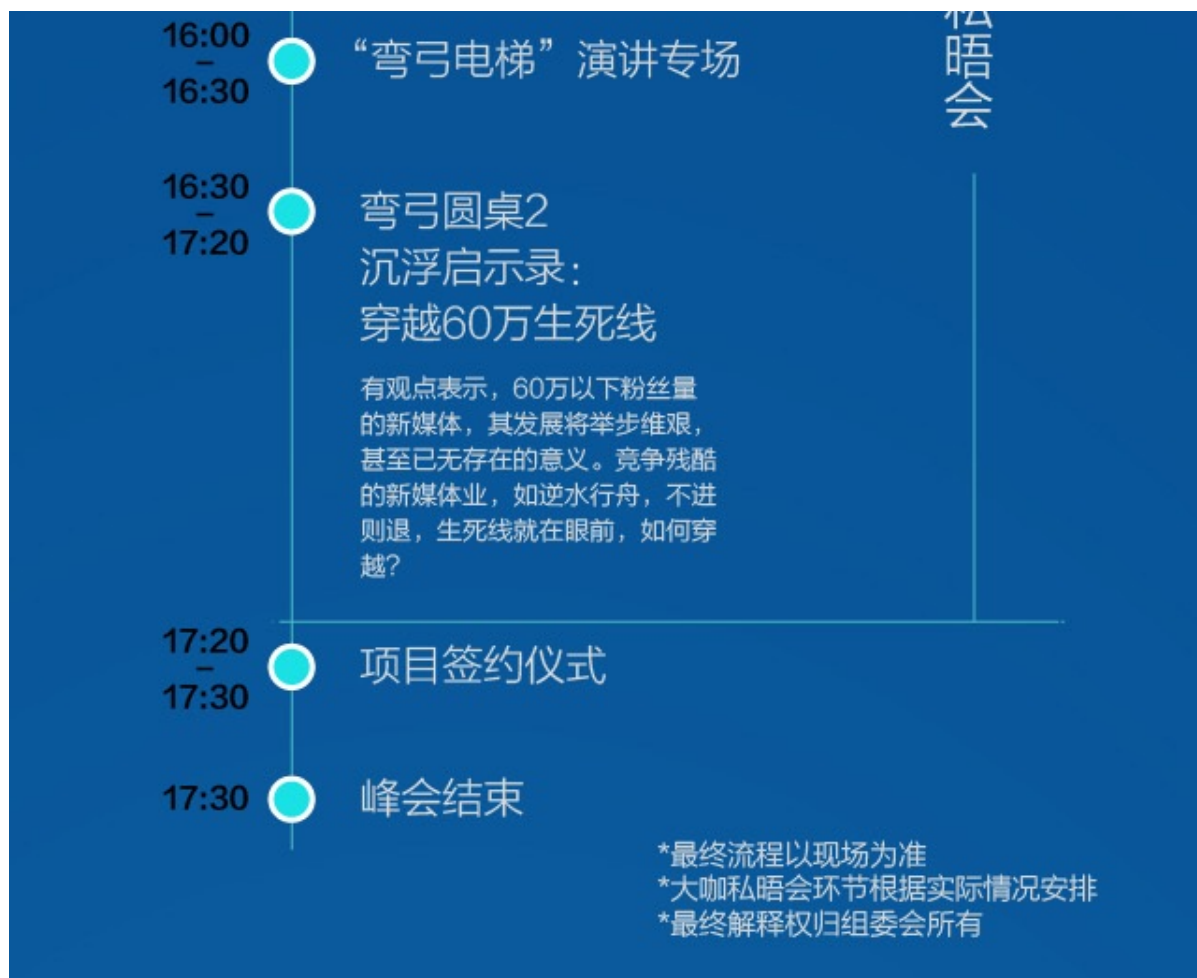 16:00
–
16:30
“弯弓电梯”演讲专场
私晤会
16:30
–
17:20
弯弓圆桌2
沉浮启示录：
穿越60万生死线
有观点表示，60万以下粉丝量
的新媒体，其发展将举步维艰，
甚至已无存在的意义。竞争残酷
的新媒体业，如逆水行舟，不进
则退，生死线就在眼前，如何穿
越?
17:20
–
17:30
项目签约仪式
17:30
峰会结束
*最终流程以现场为准
*大咖私晤会环节根据实际情况安排
*最终解释权归组委会所有